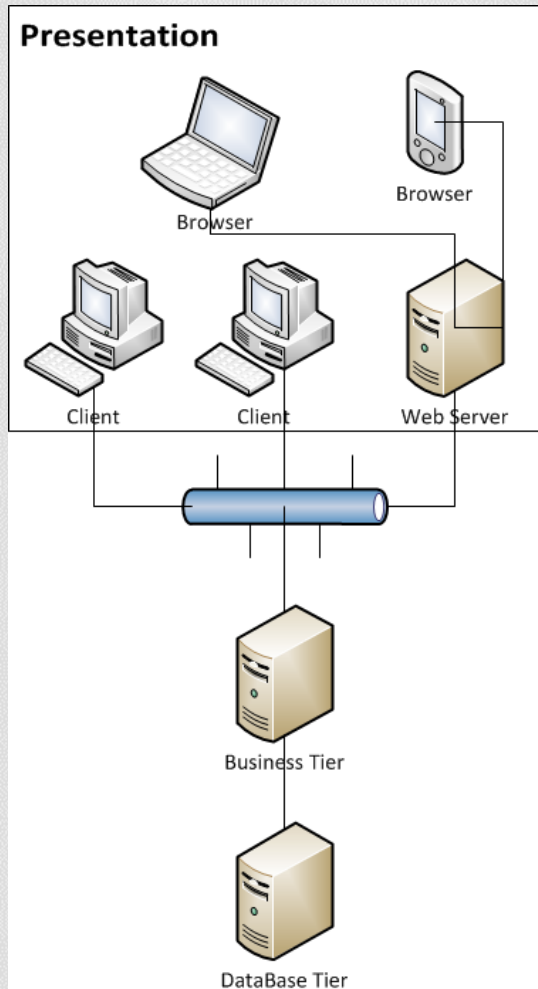 Presentation
Browser
Browser
Client
Client
Web Server
Business Tier
DataBase Tier